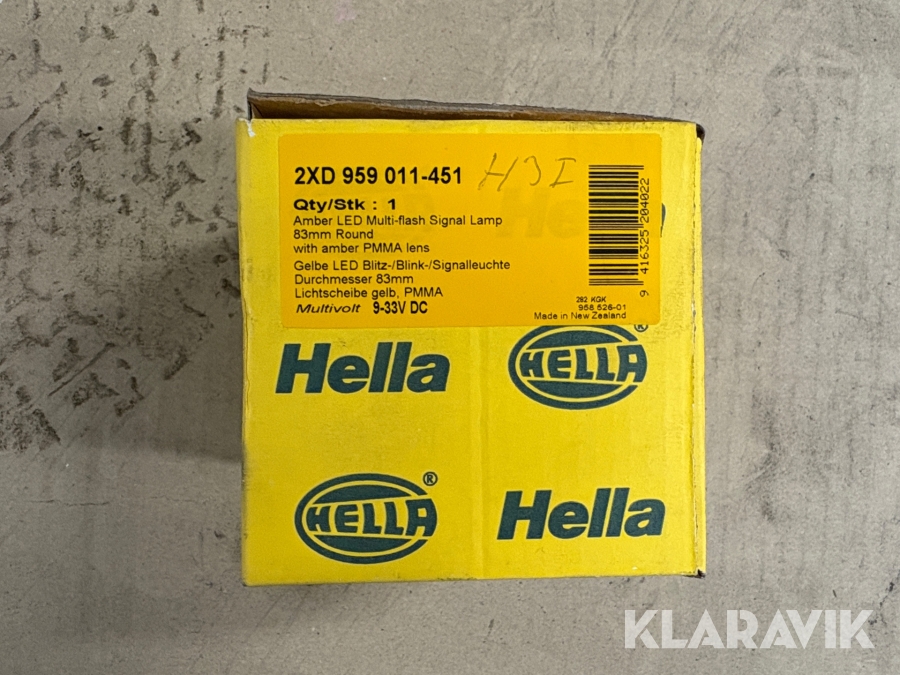 2XD 959 011-451
H3I
Qty/Stk : 1
Amber LED Multi-flash Signal Lamp
83mm Round
with amber PMMA lens
Gelbe LED Blitz-/Blink-/Signalleuchte
Durchmesser 83mm
Lichtscheibe gelb, PMMA
Multivolt 9-33V DC
9 416325 204022
282 KGK
958 526-01
Made in New Zealand
Hella
HELLA ®
HELLA ®
Hella
KLARAVIK